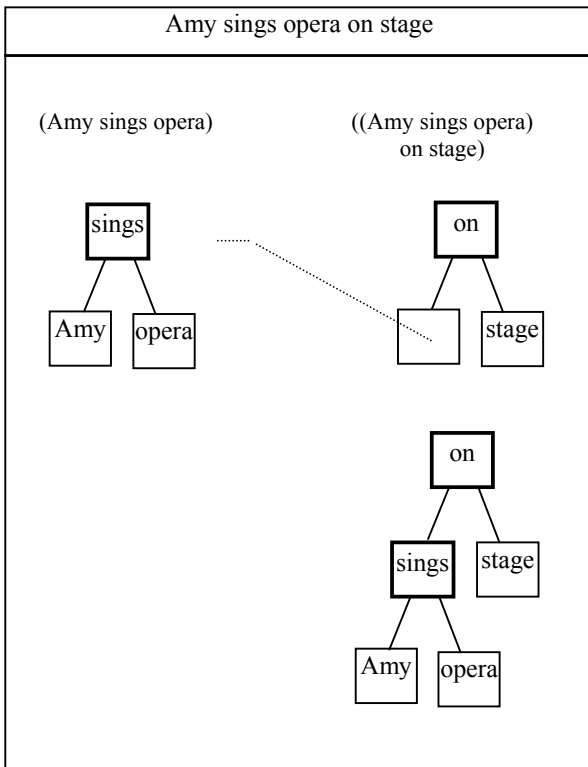 Amy sings opera on stage
(Amy sings opera)
((Amy sings opera)
on stage)
sings
Amy
opera
on
stage
on
sings
stage
Amy
opera